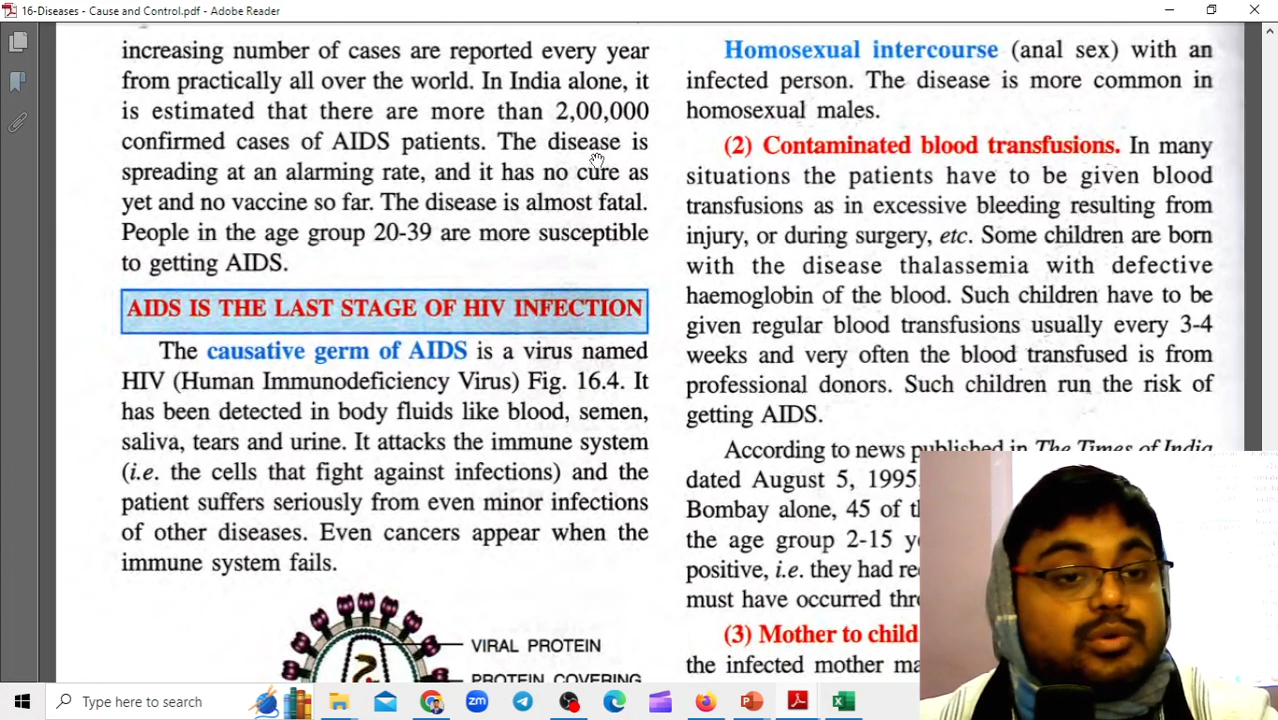 16-Diseases - Cause and Control.pdf - Adobe Reader
increasing number of cases are reported every year
from practically all over the world. In India alone, it
is estimated that there are more than 2,00,000
confirmed cases of AIDS patients. The disease is
spreading at an alarming rate, and it has no cure as
yet and no vaccine so far. The disease is almost fatal.
People in the age group 20-39 are more susceptible
to getting AIDS.
AIDS IS THE LAST STAGE OF HIV INFECTION
The causative germ of AIDS is a virus named
HIV (Human Immunodeficiency Virus) Fig. 16.4. It
has been detected in body fluids like blood, semen,
saliva, tears and urine. It attacks the immune system
(i.e. the cells that fight against infections) and the
patient suffers seriously from even minor infections
of other diseases. Even cancers appear when the
immune system fails.
VIRAL PROTEIN
PROTEIN COVERING
Homosexual intercourse (anal sex) with an
infected person. The disease is more common in
homosexual males.
(2) Contaminated blood transfusions. In many
situations the patients have to be given blood
transfusions as in excessive bleeding resulting from
injury, or during surgery, etc. Some children are born
with the disease thalassemia with defective
haemoglobin of the blood. Such children have to be
given regular blood transfusions usually every 3-4
weeks and very often the blood transfused is from
professional donors. Such children run the risk of
getting AIDS.
According to news published in The Times of India
dated August 5, 1995,
Bombay alone, 45 of
the age group 2-15
positive, i.e. they had
must have occurred
(3) Mother to child
the infected mother
Type here to search
zm